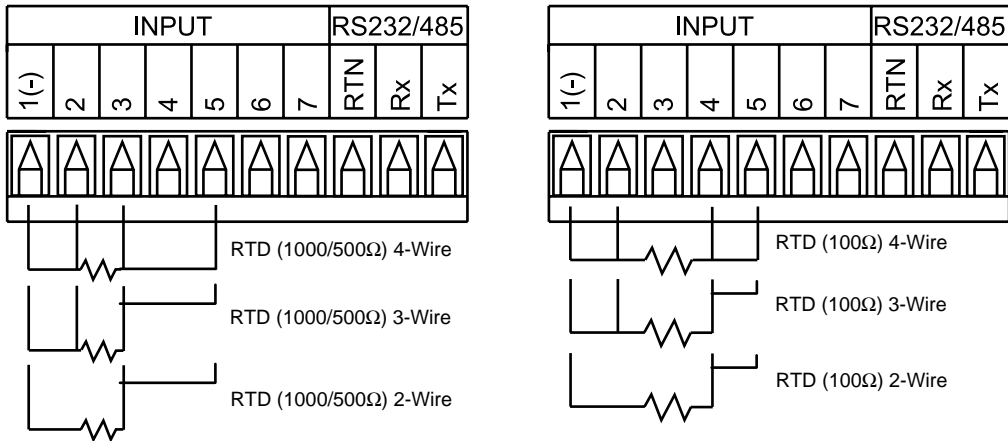 INPUT RS232/485
1(-) 2 3 4 5 6 7 RTN Rx Tx
RTD (1000/500Ω) 4-Wire
RTD (1000/500Ω) 3-Wire
RTD (1000/500Ω) 2-Wire
INPUT RS232/485
1(-) 2 3 4 5 6 7 RTN Rx Tx
RTD (100Ω) 4-Wire
RTD (100Ω) 3-Wire
RTD (100Ω) 2-Wire